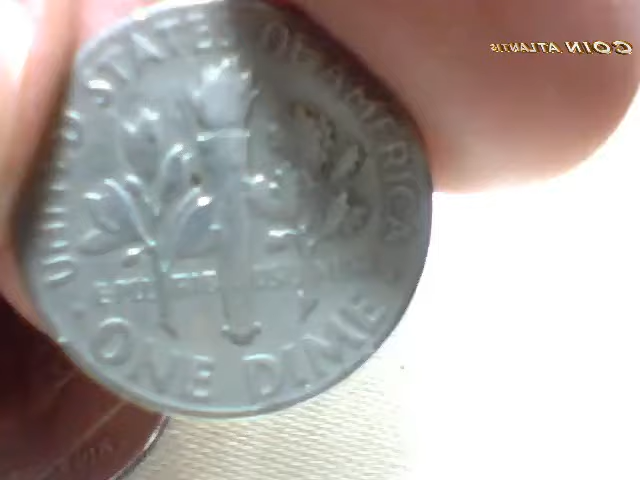 UNITED STATES OF AMERICA
ONE DIME
COIN ATLANTIS